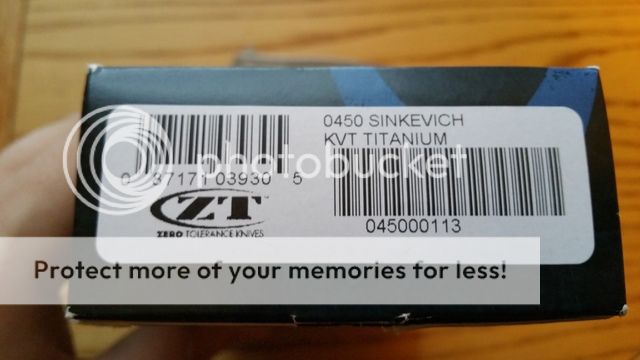 0450 SINKEVICH
KVT TITANIUM
photobucket
0 37171 03930 5
045000113
ZT
ZERO TOLERANCE KNIVES
Protect more of your memories for less!